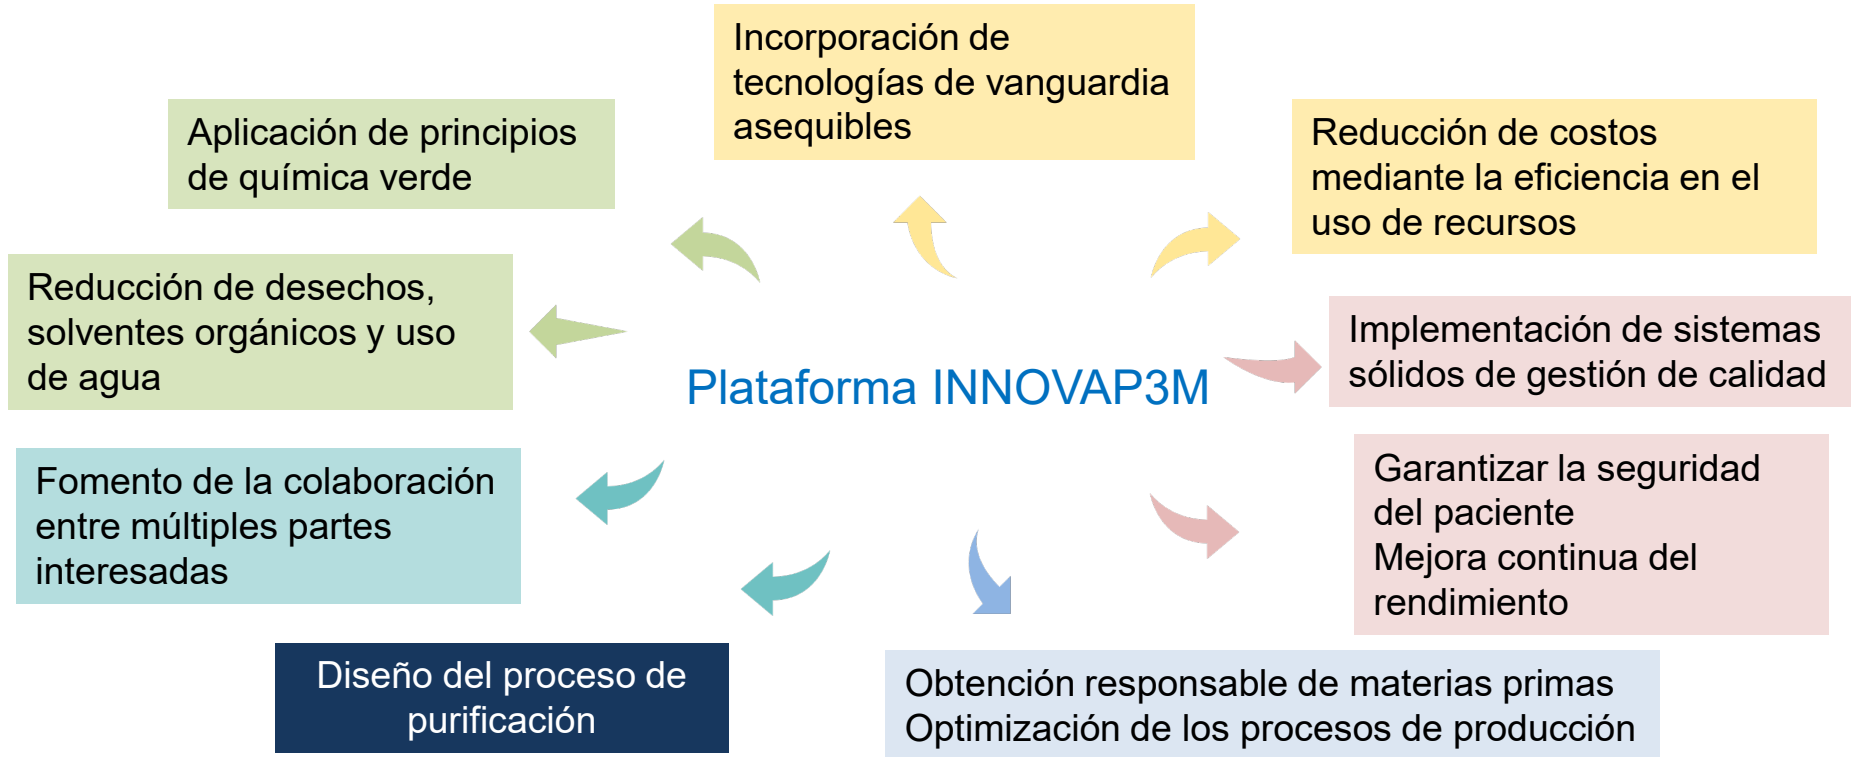 Incorporación de
tecnologías de vanguardia
asequibles
Aplicación de principios
de química verde
Reducción de costos
mediante la eficiencia en el
uso de recursos
Reducción de desechos,
solventes orgánicos y uso
de agua
Implementación de sistemas
sólidos de gestión de calidad
Plataforma INNOVAP3M
Fomento de la colaboración
entre múltiples partes
interesadas
Garantizar la seguridad
del paciente
Mejora continua del
rendimiento
Diseño del proceso de
purificación
Obtención responsable de materias primas
Optimización de los procesos de producción